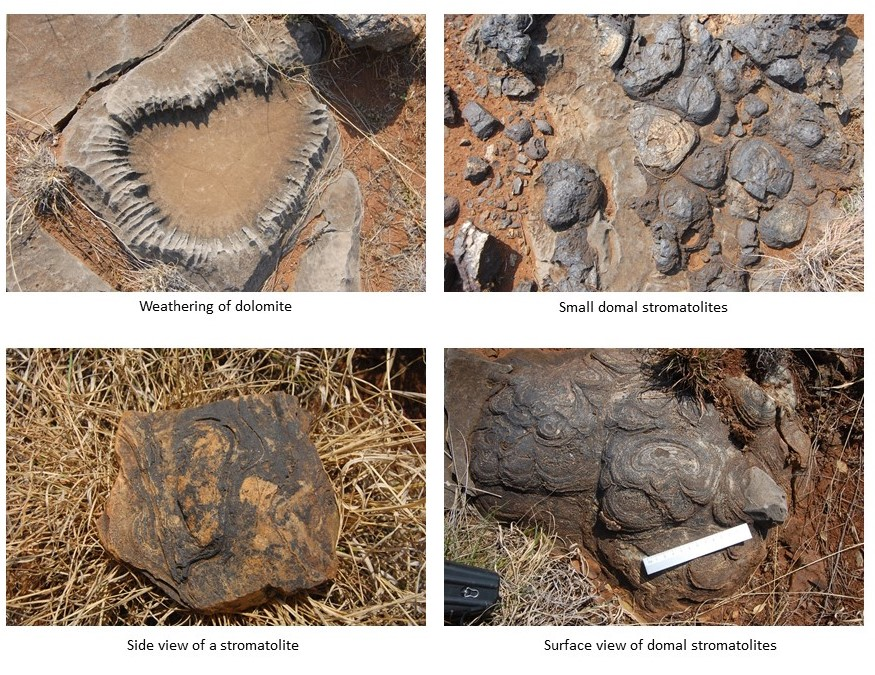 Weathering of dolomite
Small domal stromatolites
Side view of a stromatolite
Surface view of domal stromatolites